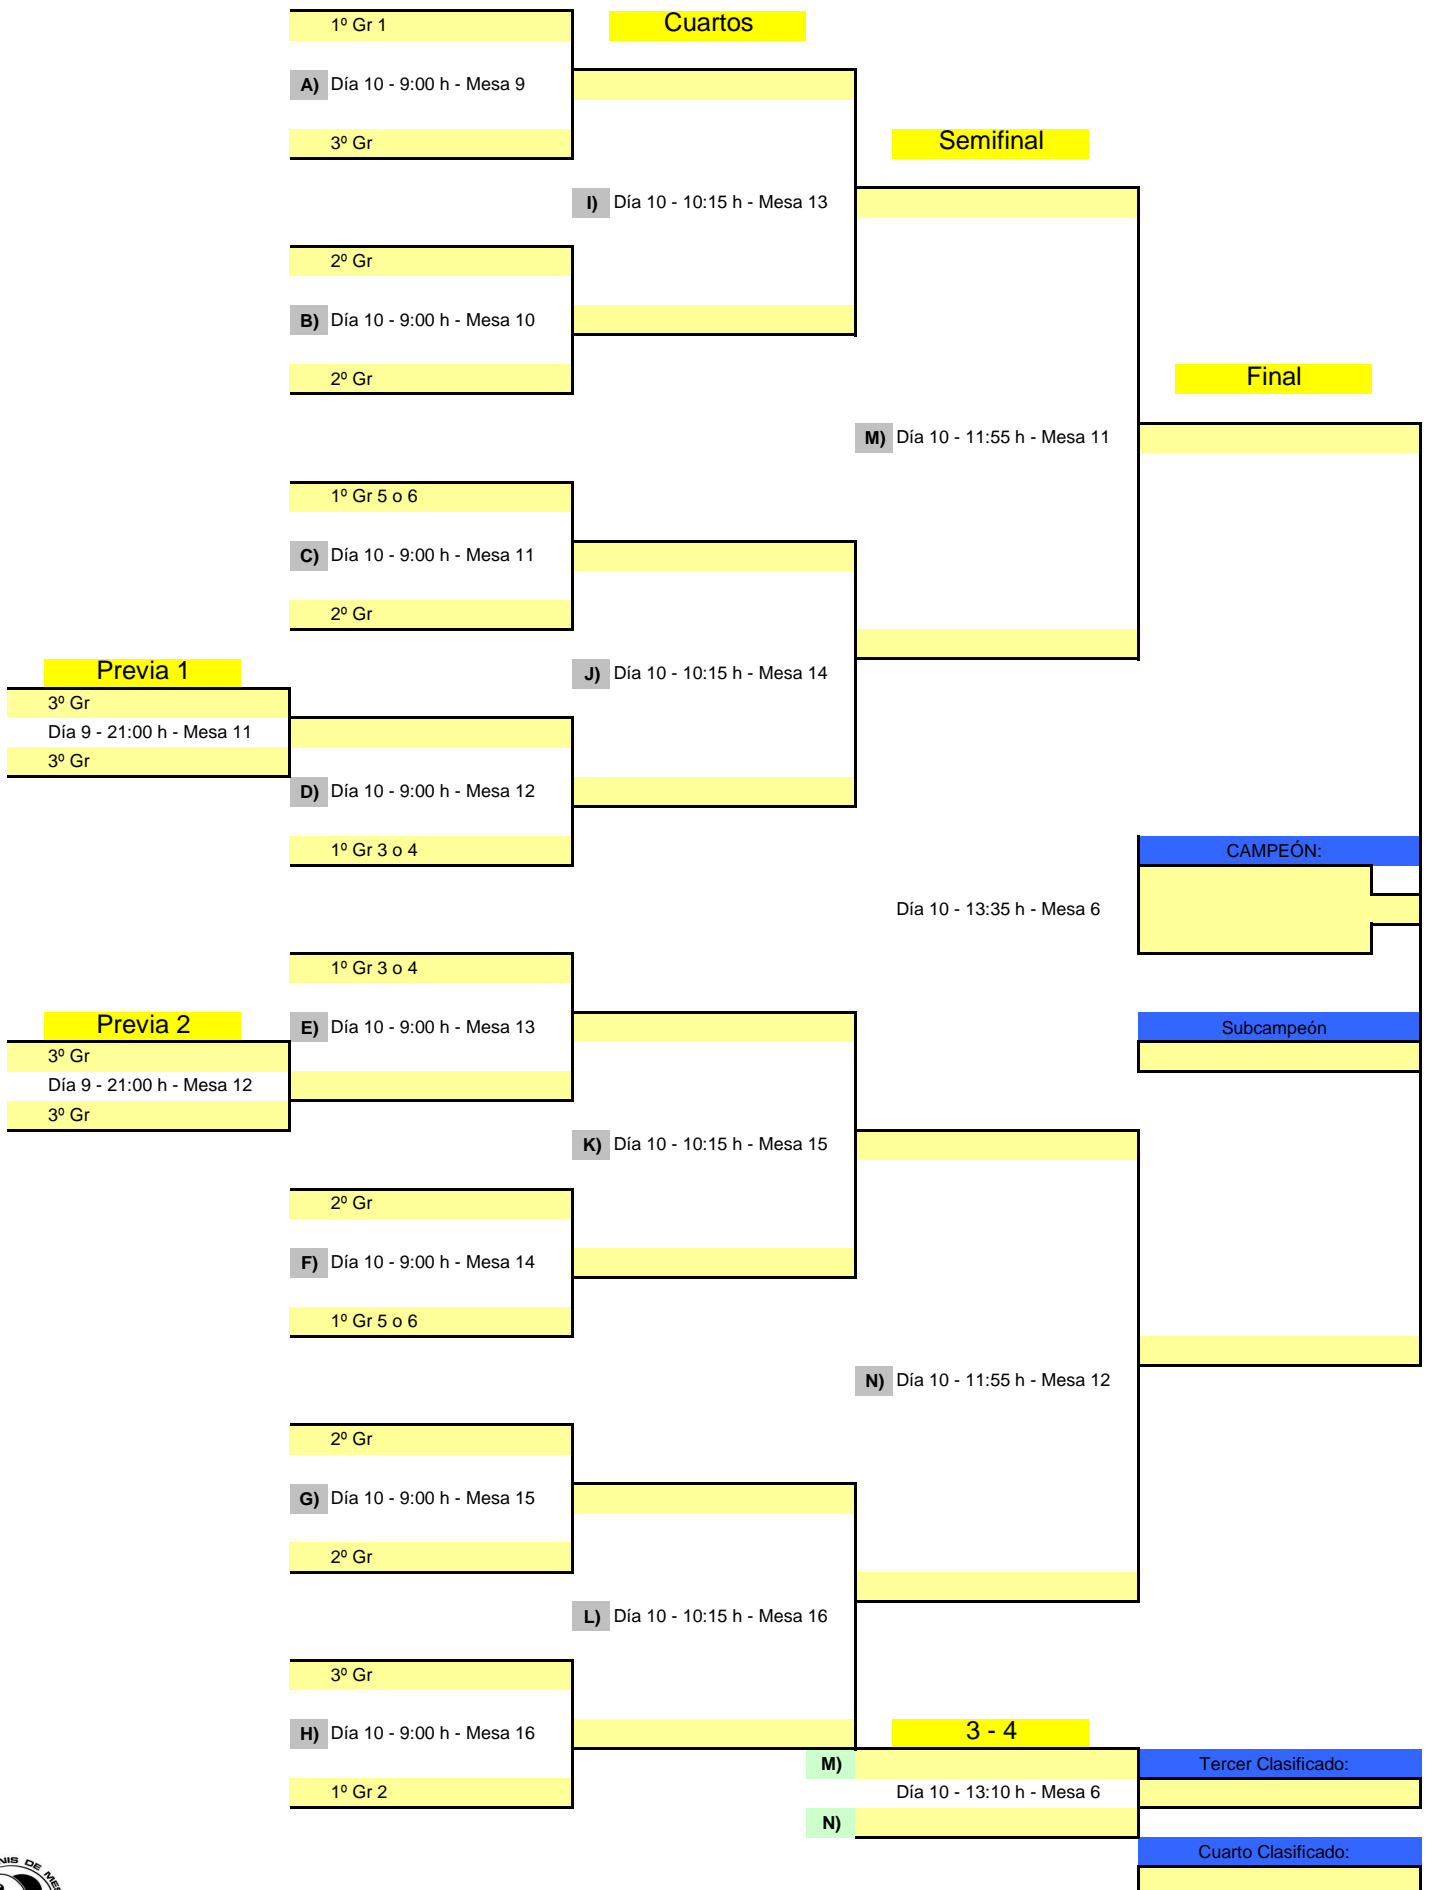 1º Gr 1
Cuartos
A) Día 10 - 9:00 h - Mesa 9
3º Gr
Semifinal
I) Día 10 - 10:15 h - Mesa 13
2º Gr
B) Día 10 - 9:00 h - Mesa 10
2º Gr
Final
M) Día 10 - 11:55 h - Mesa 11
1º Gr 5 o 6
C) Día 10 - 9:00 h - Mesa 11
2º Gr
Previa 1
J) Día 10 - 10:15 h - Mesa 14
3º Gr
Día 9 - 21:00 h - Mesa 11
3º Gr
D) Día 10 - 9:00 h - Mesa 12
1º Gr 3 o 4
CAMPEÓN:
Día 10 - 13:35 h - Mesa 6
1º Gr 3 o 4
Previa 2
E) Día 10 - 9:00 h - Mesa 13
Subcampeón
3º Gr
Día 9 - 21:00 h - Mesa 12
3º Gr
K) Día 10 - 10:15 h - Mesa 15
2º Gr
F) Día 10 - 9:00 h - Mesa 14
1º Gr 5 o 6
N) Día 10 - 11:55 h - Mesa 12
2º Gr
G) Día 10 - 9:00 h - Mesa 15
2º Gr
L) Día 10 - 10:15 h - Mesa 16
3º Gr
H) Día 10 - 9:00 h - Mesa 16
3 - 4
M)
Tercer Clasificado:
1º Gr 2
Día 10 - 13:10 h - Mesa 6
N)
Cuarto Clasificado:
DE